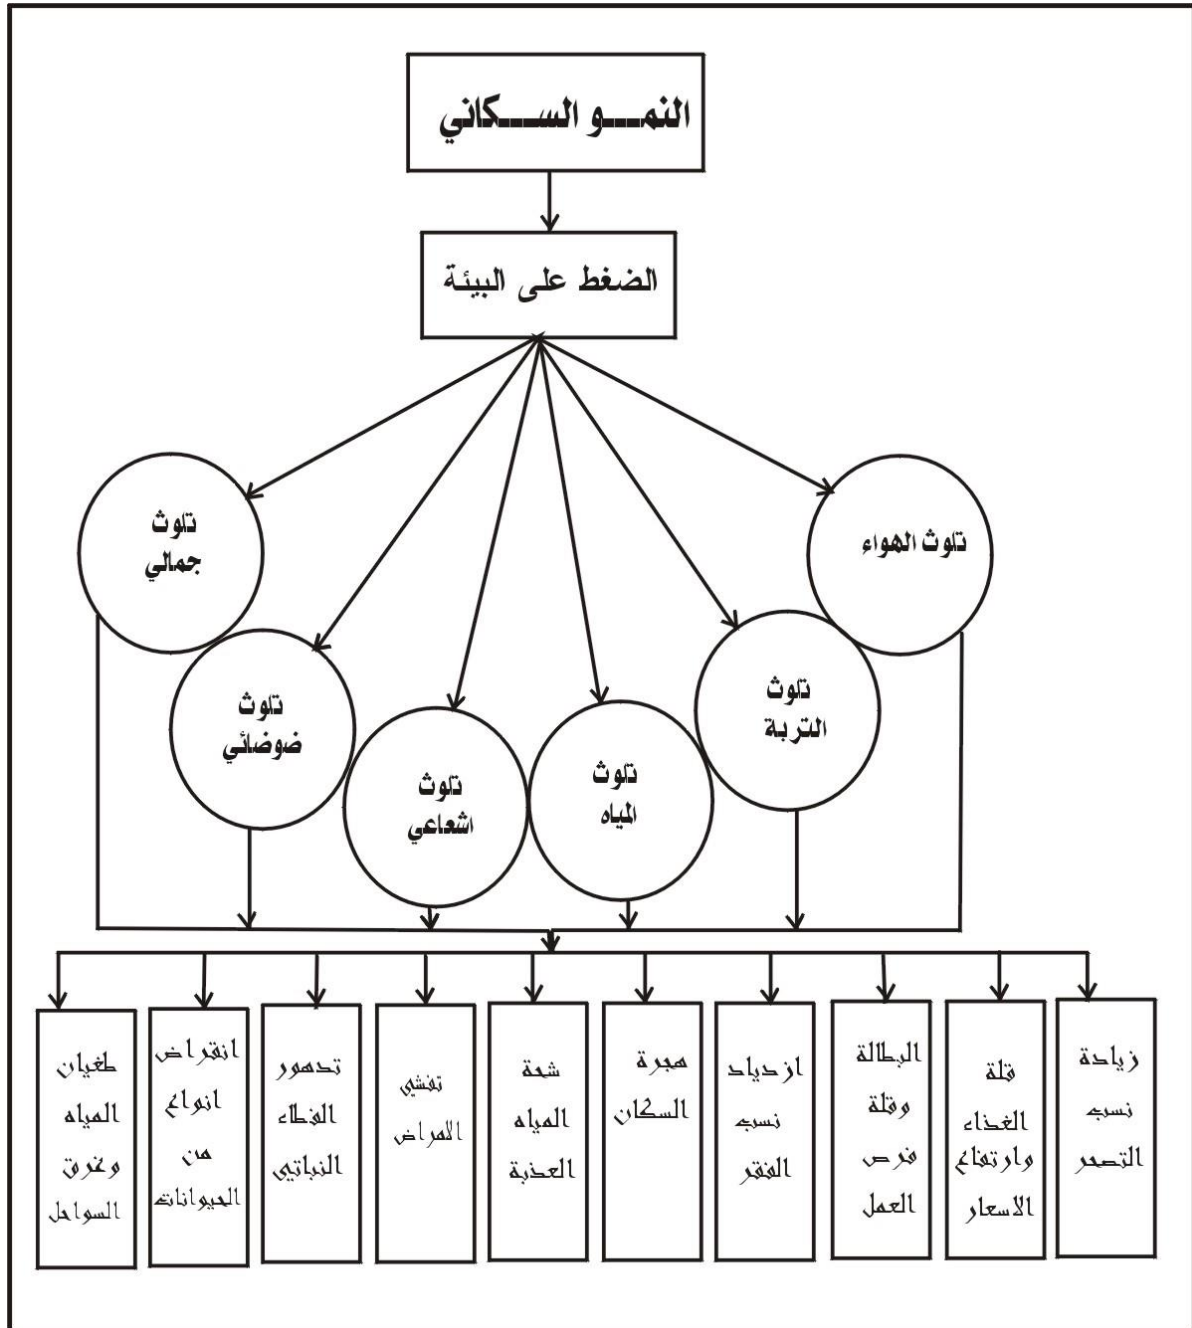 النمو السكاني
الضغط على البيئة
تلوث الهواء
تلوث
التربة
تلوث
المياه
تلوث
اشعاعي
تلوث
ضوضائي
تلوث
جمالي
زيادة
نسب
التصحر
قلة
الغذاء
وارتفاع
الاسعار
البطالة
وقلة
فرص
العمل
ازدياد
نسب
الفقر
هجرة
السكان
شحة
المياه
العذبة
تفشي
الامراض
تدهور
الغطاء
النباتي
انقراض
انواع
من
الحيوانات
طغيان
المياه
وغرق
السواحل